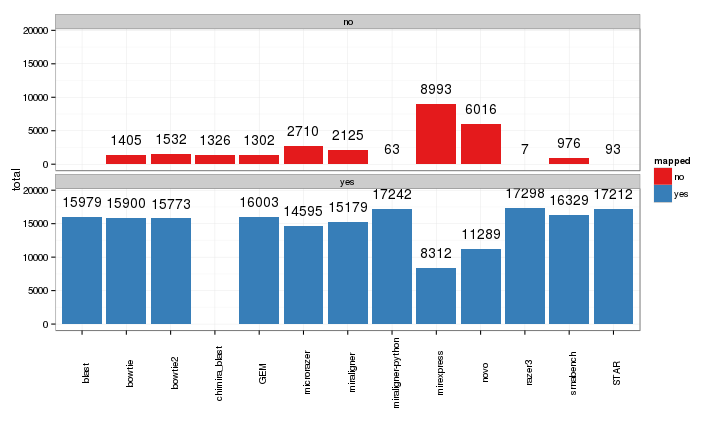 no
20000
15000
10000
5000
0
1405 1532 1326 1302 2710 2125 63 8993 6016 7 976 93
total
mapped
no
yes
yes
20000
15000
10000
5000
0
15979 15900 15773 16003 14595 15179 17242 8312 11289 17298 16329 17212
blast bowtie bowtie2 chimira_blast GEM microrazer miraligner miraligner-python mirexpress novo razer3 srnabench STAR